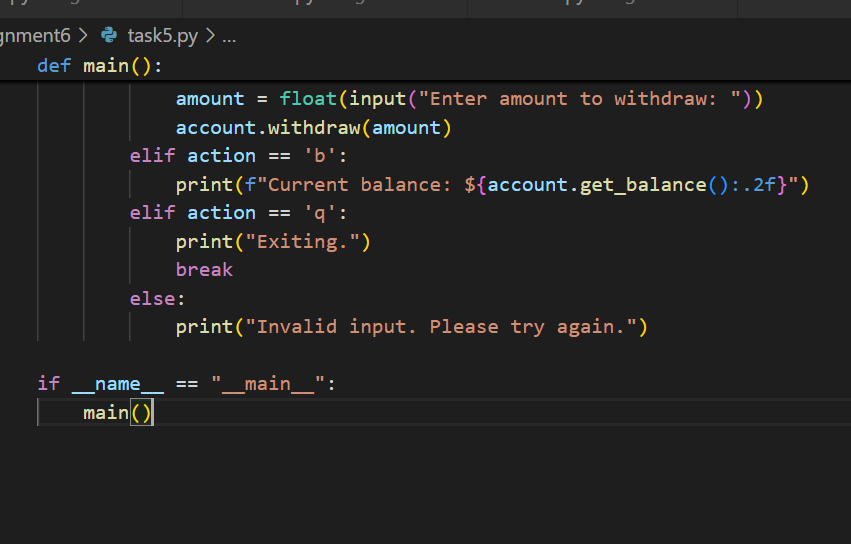 gnment6 > task5.py > ...
def main():
            amount = float(input("Enter amount to withdraw: "))
            account.withdraw(amount)
        elif action == 'b':
            print(f"Current balance: ${account.get_balance():.2f}")
        elif action == 'q':
            print("Exiting.")
            break
        else:
            print("Invalid input. Please try again.")
if __name__ == "__main__":
    main()